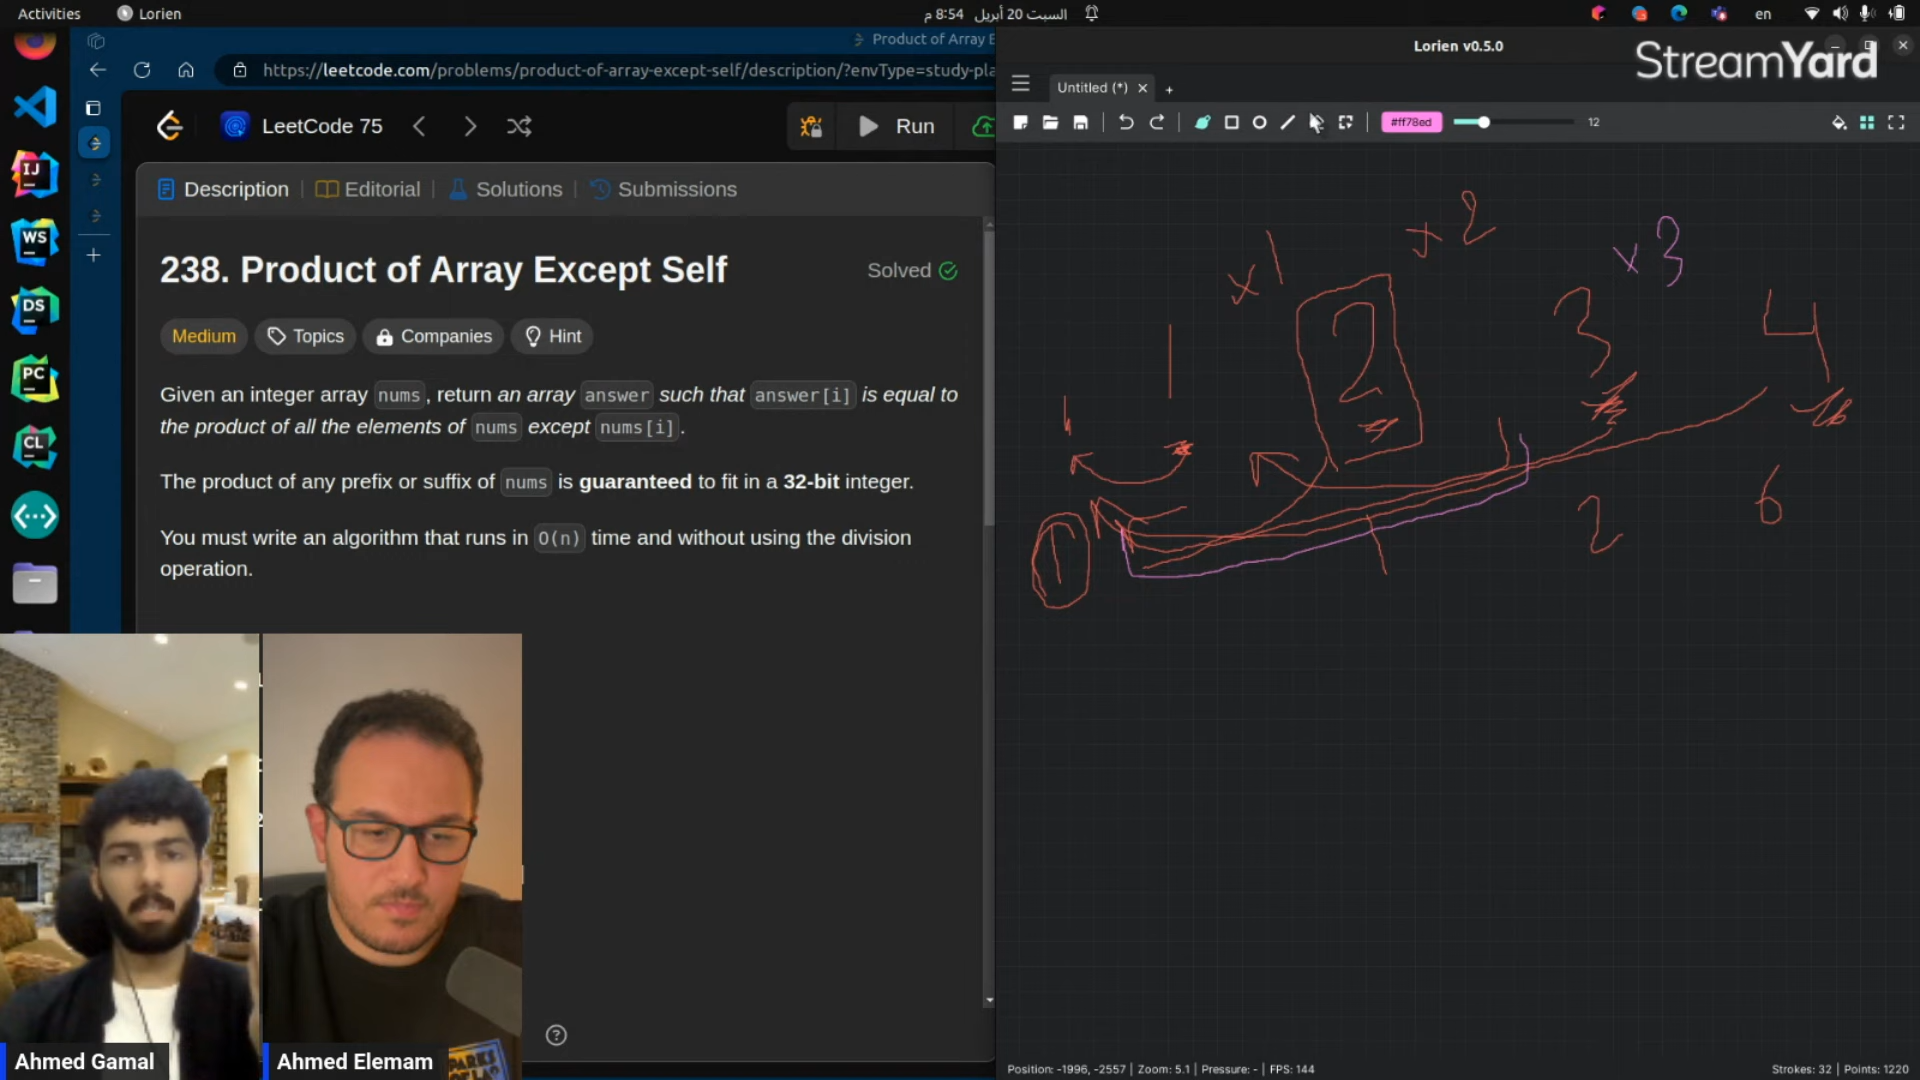 Activities Lorien السبت 20 أبريل 8:54 م en
Product of Array E
https://leetcode.com/problems/product-of-array-except-self/description/?envType=study-pla
LeetCode 75 Run
Description Editorial Solutions Submissions
238. Product of Array Except Self Solved
Medium Topics Companies Hint
Given an integer array nums, return an array answer such that answer[i] is equal to
the product of all the elements of nums except nums[i].
The product of any prefix or suffix of nums is guaranteed to fit in a 32-bit integer.
You must write an algorithm that runs in O(n) time and without using the division
operation.
IJ
WS
DS
PC
CL
Ahmed Gamal
Ahmed Elemam
Lorien v0.5.0
StreamYard
Untitled (*)
#ff78ed 12
x1 x2 x3
1 2 3 4
1 1 2 6
Position: -1996, -2557 | Zoom: 5.1 | Pressure: - | FPS: 144
Strokes: 32 | Points: 1220